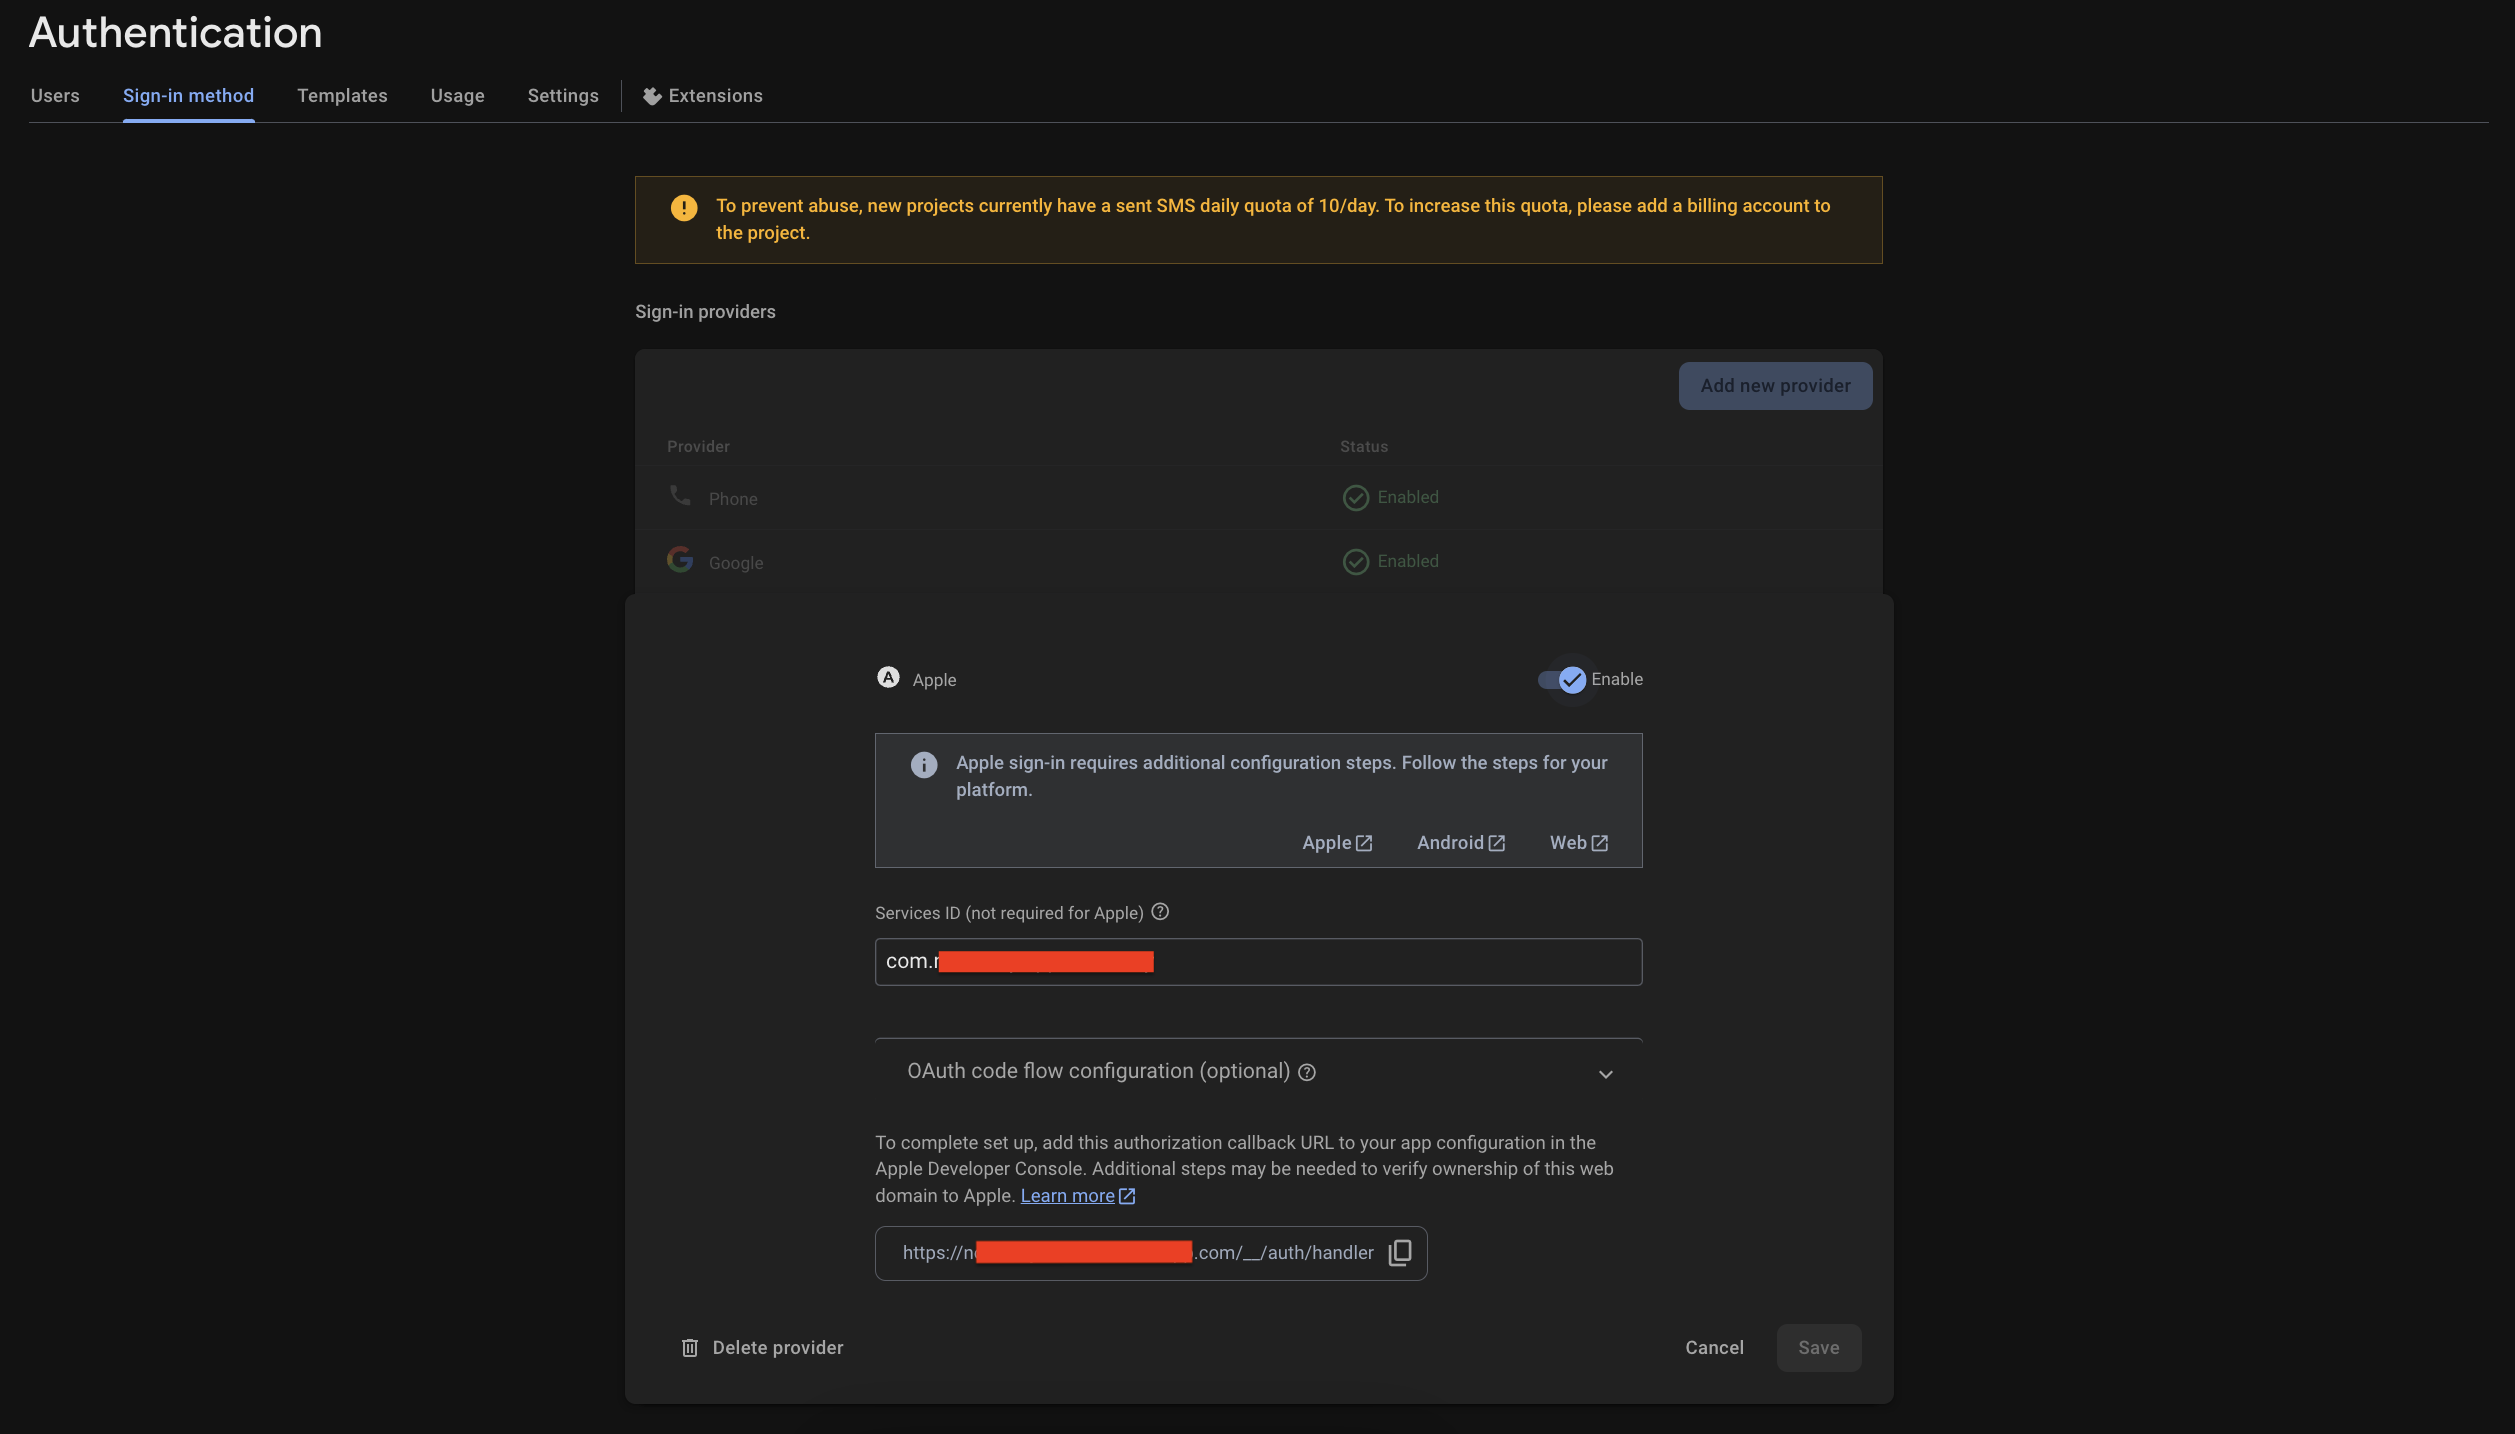 Authentication
Users Sign-in method Templates Usage Settings Extensions
To prevent abuse, new projects currently have a sent SMS daily quota of 10/day. To increase this quota, please add a billing account to
the project.
Sign-in providers
Add new provider
Provider Status
Phone Enabled
Google Enabled
Apple Enable
Apple sign-in requires additional configuration steps. Follow the steps for your
platform.
Apple Android Web
Services ID (not required for Apple)
com.
OAuth code flow configuration (optional)
To complete set up, add this authorization callback URL to your app configuration in the
Apple Developer Console. Additional steps may be needed to verify ownership of this web
domain to Apple. Learn more
https://n .com/__/auth/handler
Delete provider Cancel Save